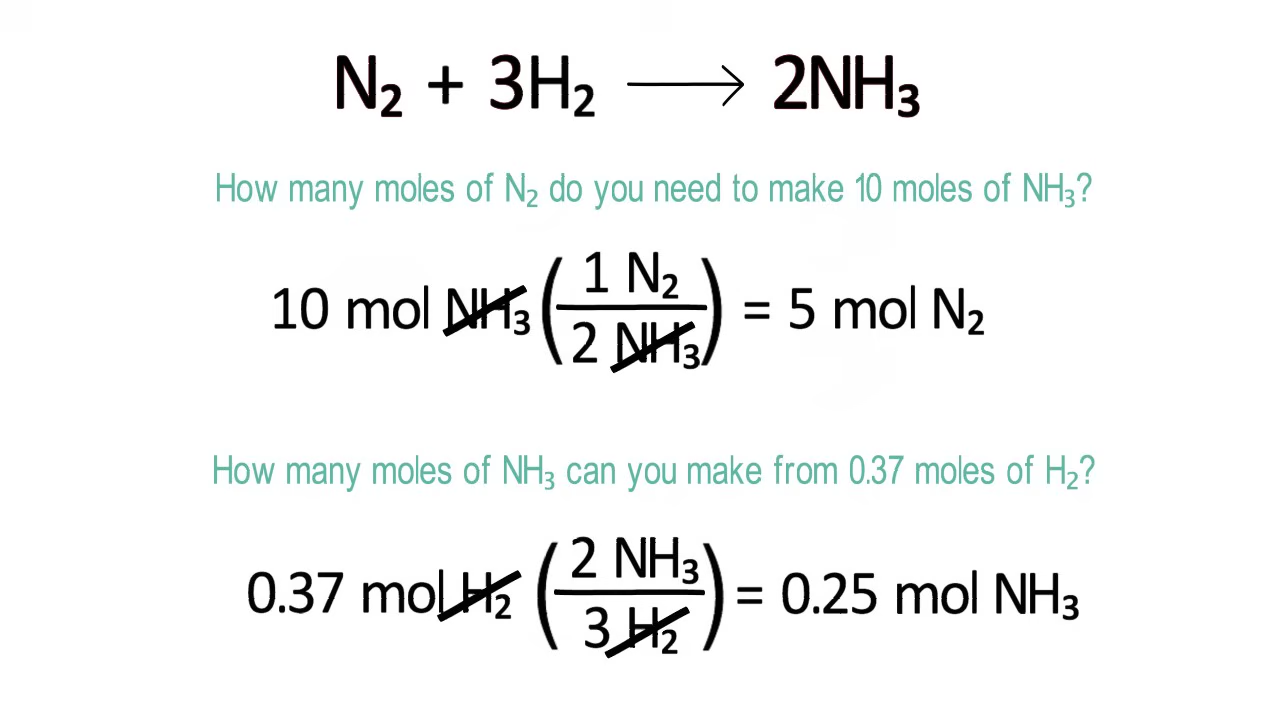 N₂ + 3H₂ ⟶ 2NH₃
How many moles of N₂ do you need to make 10 moles of NH₃?
10 mol NH₃ (1 N₂ / 2 NH₃) = 5 mol N₂
How many moles of NH₃ can you make from 0.37 moles of H₂?
0.37 mol H₂ (2 NH₃ / 3 H₂) = 0.25 mol NH₃